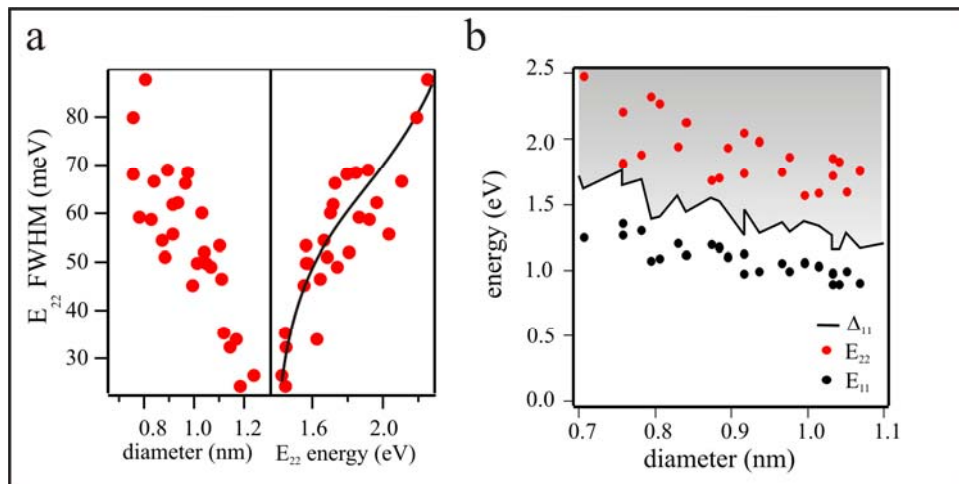 a
E₂₂ FWHM (meV)
80
70
60
50
40
30
0.8 1.0 1.2
diameter (nm)
1.6 2.0
E₂₂ energy (eV)
b
energy (eV)
2.5
2.0
1.5
1.0
0.5
0.0
Δ₁₁
E₂₂
E₁₁
0.7 0.8 0.9 1.0 1.1
diameter (nm)